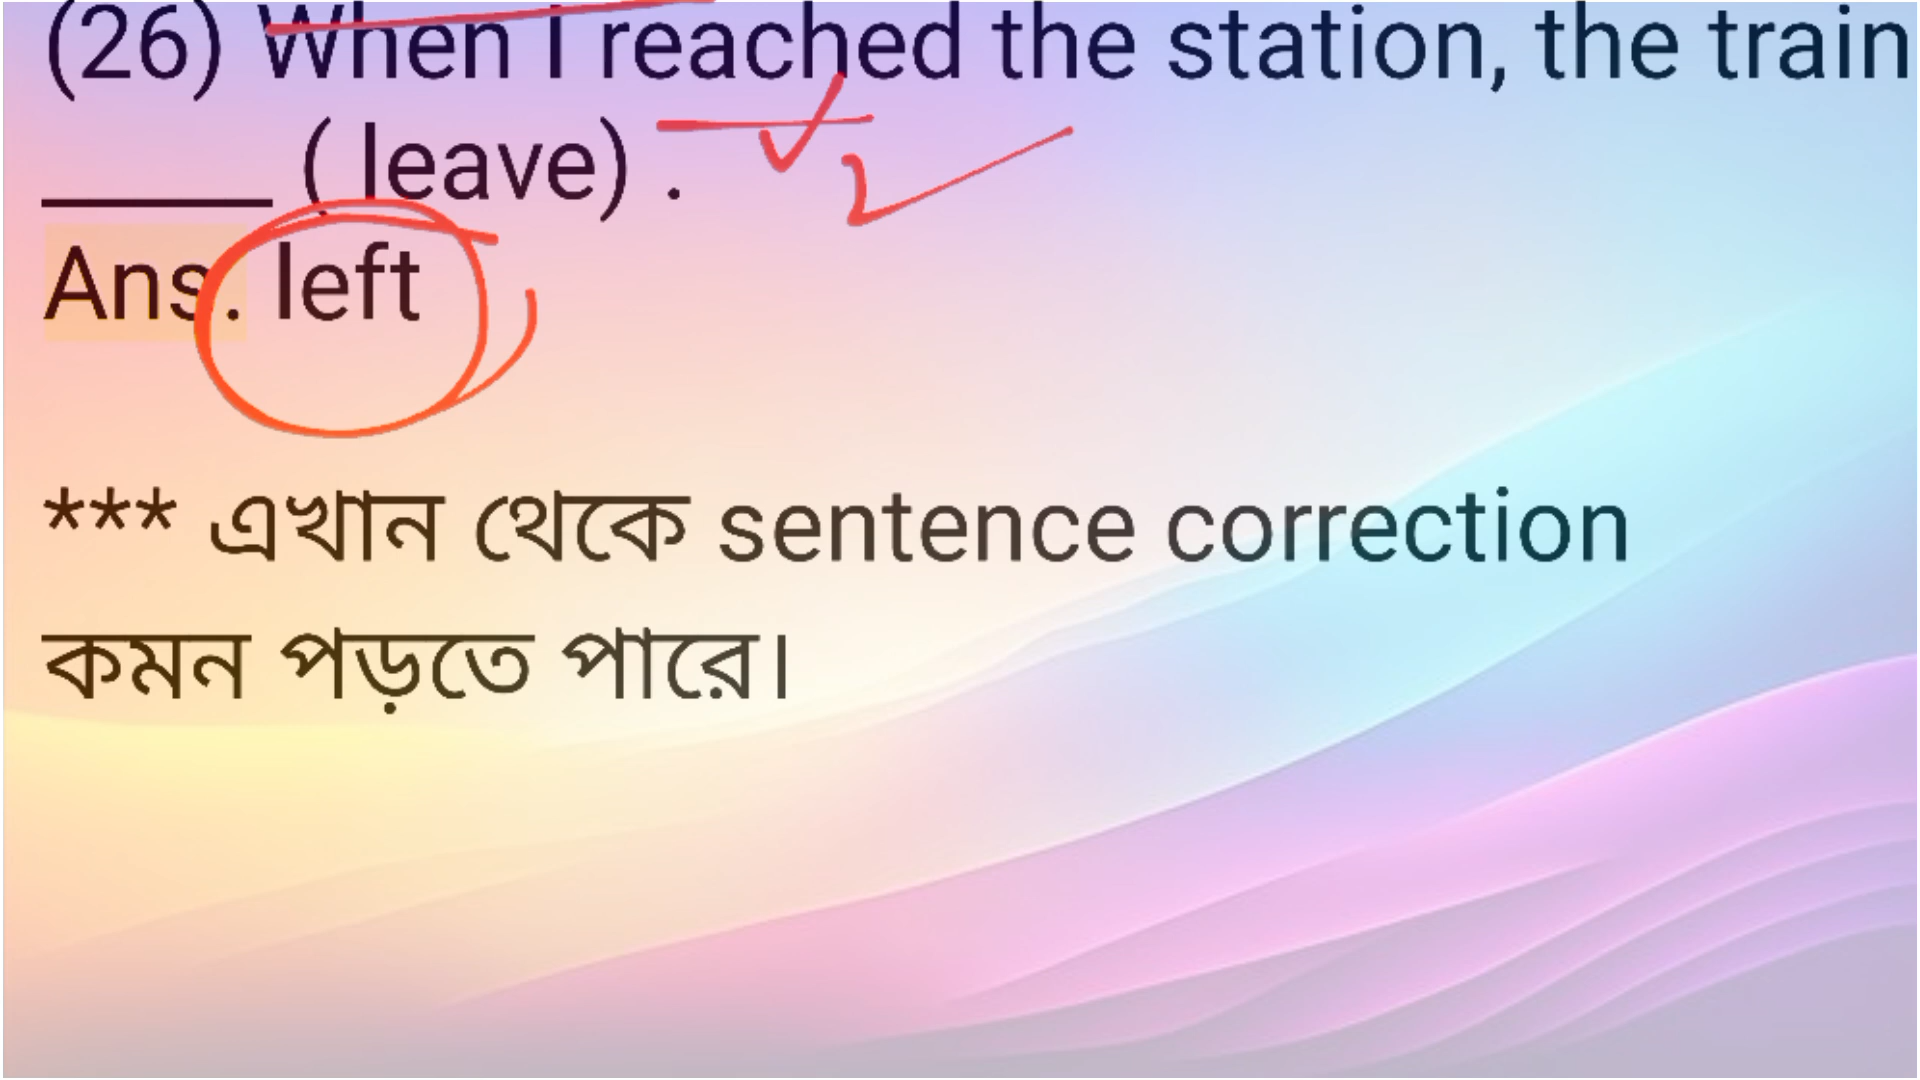 (26) When I reached the station, the train
_____ ( leave) .
Ans. left
*** এখান থেকে sentence correction
কমন পড়তে পারে।